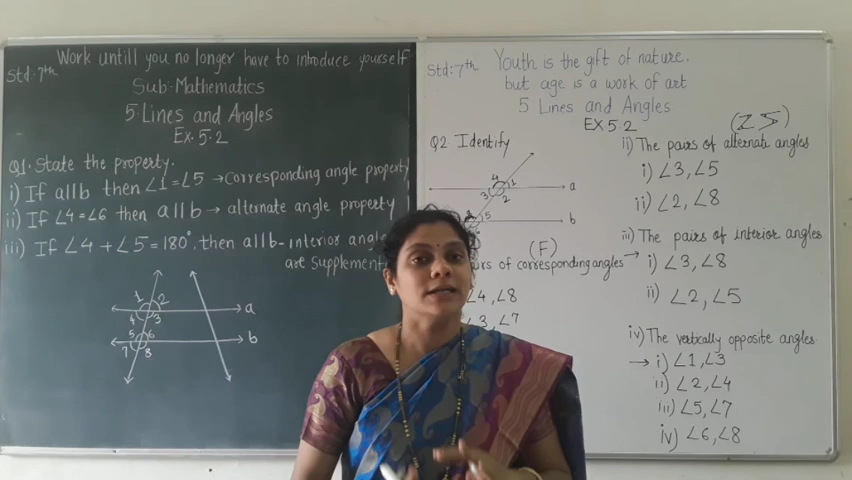 Work untill you no longer have to introduce yourself
Std:7th
Sub-Mathematics
5.Lines and Angles
Ex. 5.2
Q1. State the property.
i) If a||b then ∠1 = ∠5 → Corresponding angle property
ii) If ∠4 = ∠6 then a||b → alternate angle property
iii) If ∠4 + ∠5 = 180°, then a||b - interior
are
1 2
a
4 3
5 6
b
7 8
Std: 7th
Youth is the gift of nature.
but age is a work of art
5 Lines and Angles
EX 5.2
Q2 Identify
4 1
a
3 2
5
b
6
(F)
of corresponding angles
∠4, ∠8
∠3, ∠7
(Z S)
ii) The pairs of alternate angles
i) ∠3, ∠5
ii) ∠2, ∠8
iii) The pairs of interior angles
→ i) ∠3, ∠8
ii) ∠2, ∠5
iv) The vertically opposite angles
→ i) ∠1, ∠3
ii) ∠2, ∠4
iii) ∠5, ∠7
iv) ∠6, ∠8